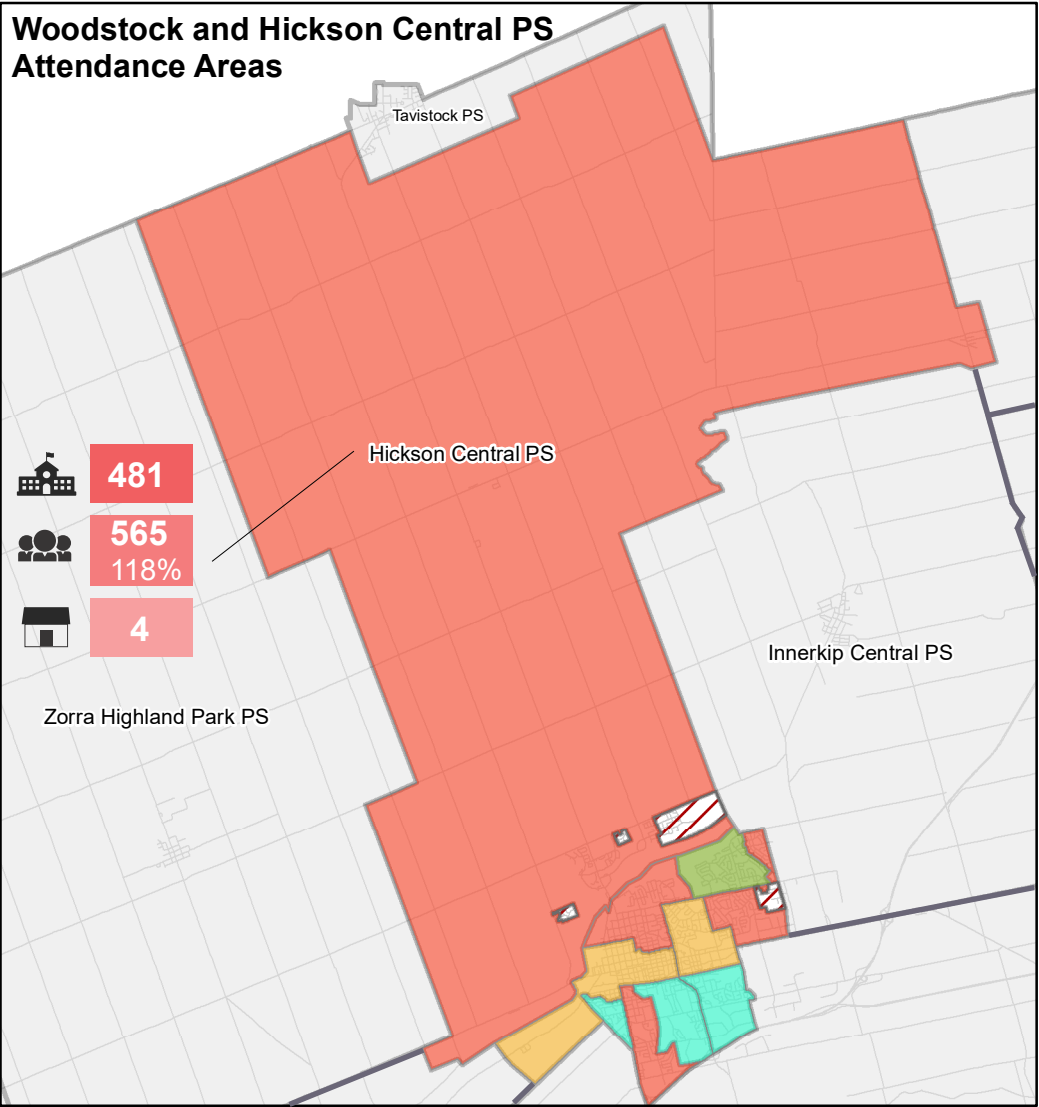 Woodstock and Hickson Central PS
Attendance Areas
Tavistock PS
Hickson Central PS
481
565
118%
4
Innerkip Central PS
Zorra Highland Park PS